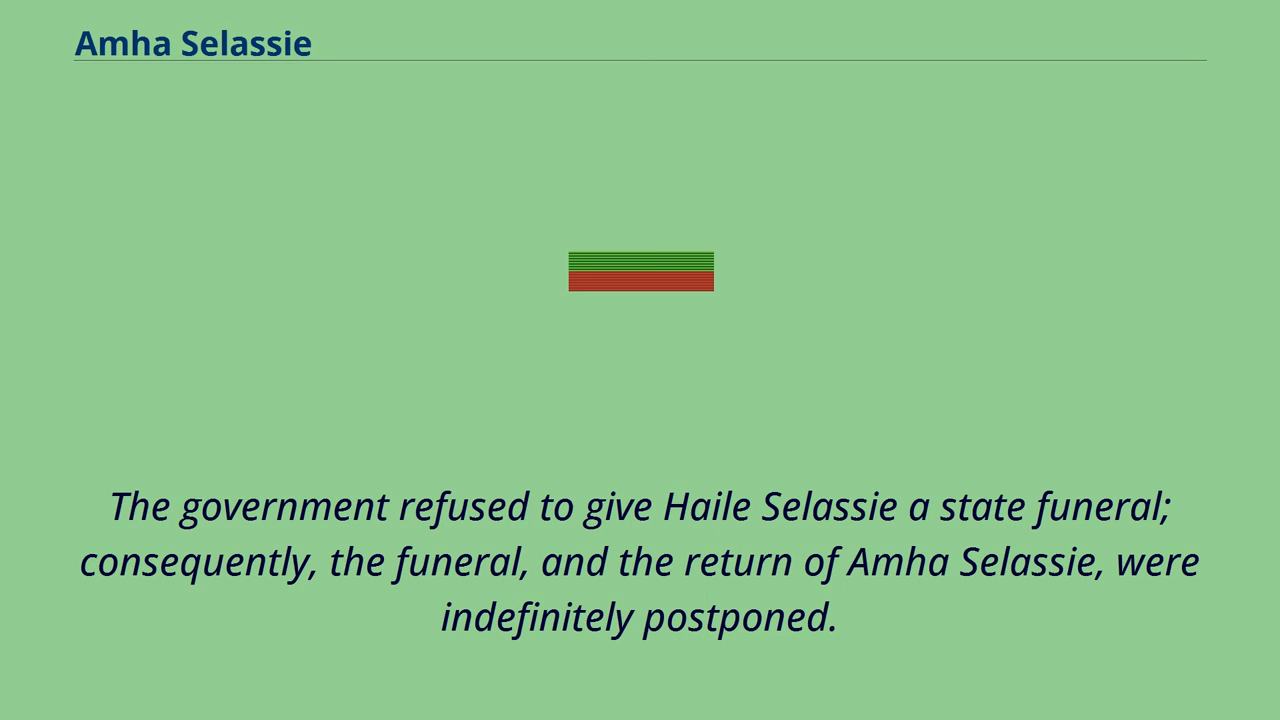 Amha Selassie
The government refused to give Haile Selassie a state funeral;
consequently, the funeral, and the return of Amha Selassie, were
indefinitely postponed.